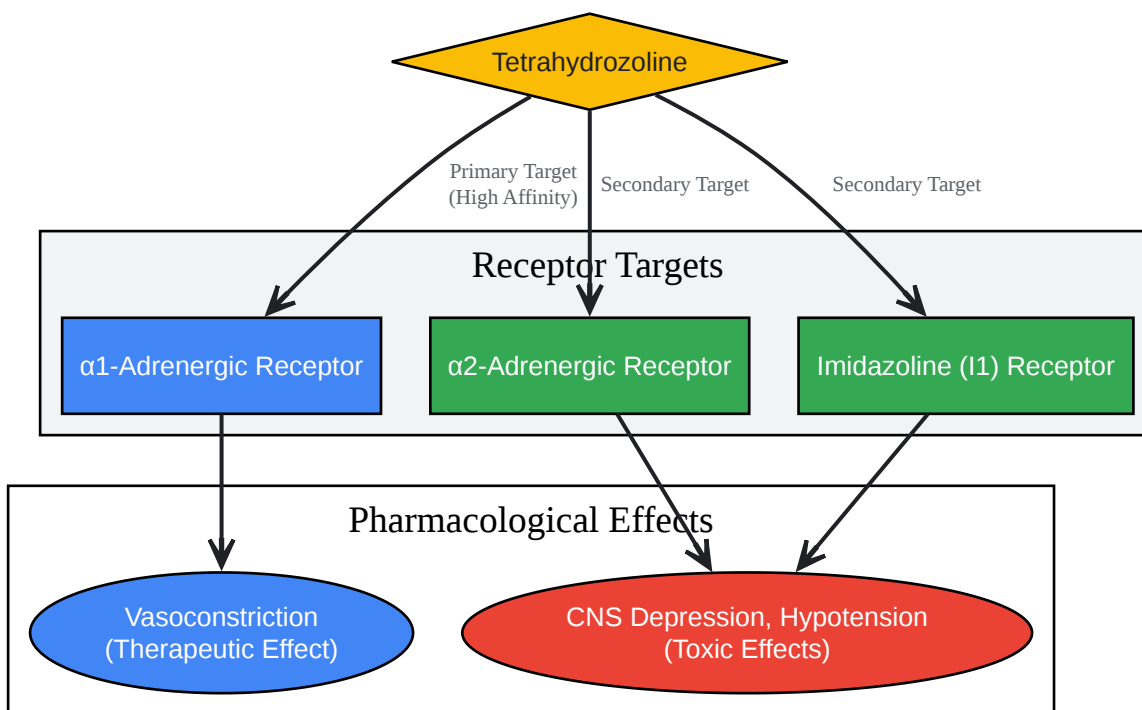 Tetrahydrozoline
Primary Target
(High Affinity)
Secondary Target
Secondary Target
Receptor Targets
α1-Adrenergic Receptor
α2-Adrenergic Receptor
Imidazoline (I1) Receptor
Pharmacological Effects
Vasoconstriction
(Therapeutic Effect)
CNS Depression, Hypotension
(Toxic Effects)